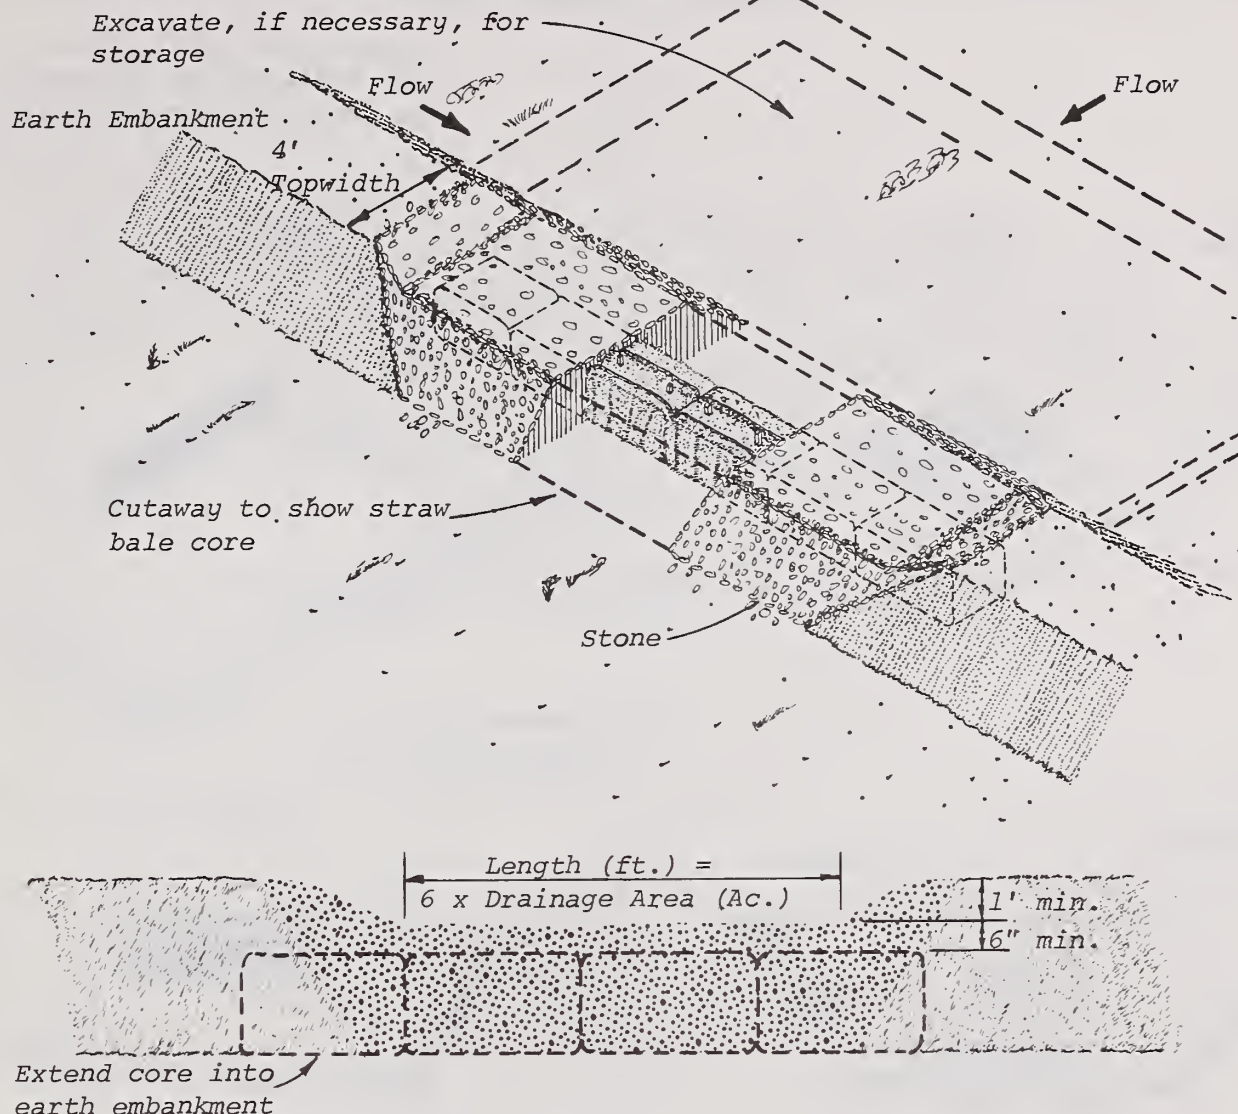 Excavate, if necessary, for
storage
Flow
Flow
Earth Embankment
4'
Topwidth
Cutaway to show straw
bale core
Stone
Length (ft.) =
6 x Drainage Area (Ac.)
1' min.
6" min.
Extend core into
earth embankment